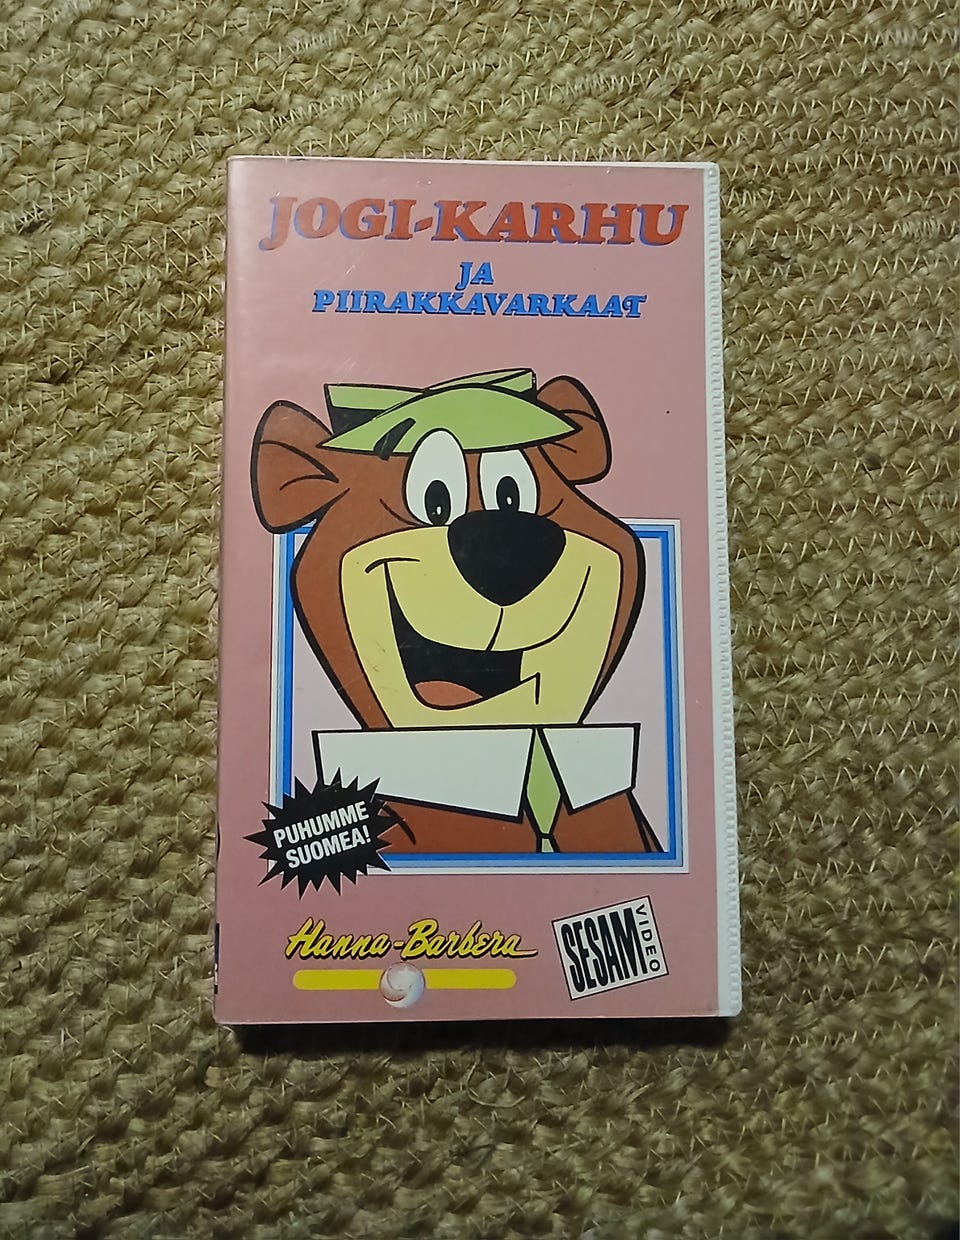 JOGI-KARHU
JA
PIIRAKKAVARKAAT
PUHUMME
SUOMEA!
Hanna-Barbera
SESAM
VIDEO